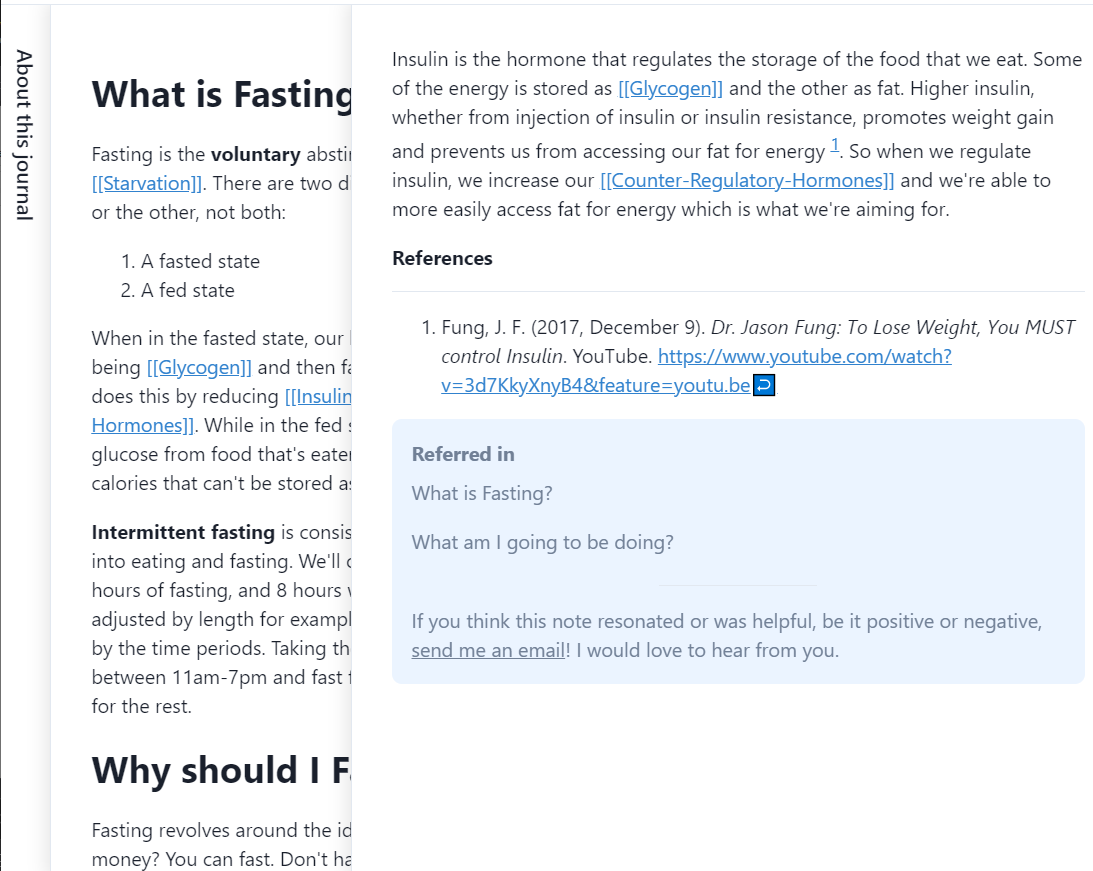 About this journal
What is Fasting
Fasting is the voluntary
[[Starvation]]. There are two
or the other, not both:
1. A fasted state
2. A fed state
When in the fasted state, our
being [[Glycogen]] and then
does this by reducing [[Insulin
Hormones]]. While in the fed
glucose from food that's
calories that can't be stored
Intermittent fasting is
into eating and fasting. We'll
hours of fasting, and 8 hours
adjusted by length for
by the time periods. Taking
between 11am-7pm and fast
for the rest.
Why should I
Fasting revolves around the
money? You can fast. Don't
Insulin is the hormone that regulates the storage of the food that we eat. Some
of the energy is stored as [[Glycogen]] and the other as fat. Higher insulin,
whether from injection of insulin or insulin resistance, promotes weight gain
and prevents us from accessing our fat for energy 1. So when we regulate
insulin, we increase our [[Counter-Regulatory-Hormones]] and we're able to
more easily access fat for energy which is what we're aiming for.
References
1. Fung, J. F. (2017, December 9). Dr. Jason Fung: To Lose Weight, You MUST
control Insulin. YouTube. https://www.youtube.com/watch?
v=3d7KkyXnyB4&feature=youtu.be
Referred in
What is Fasting?
What am I going to be doing?
If you think this note resonated or was helpful, be it positive or negative,
send me an email! I would love to hear from you.